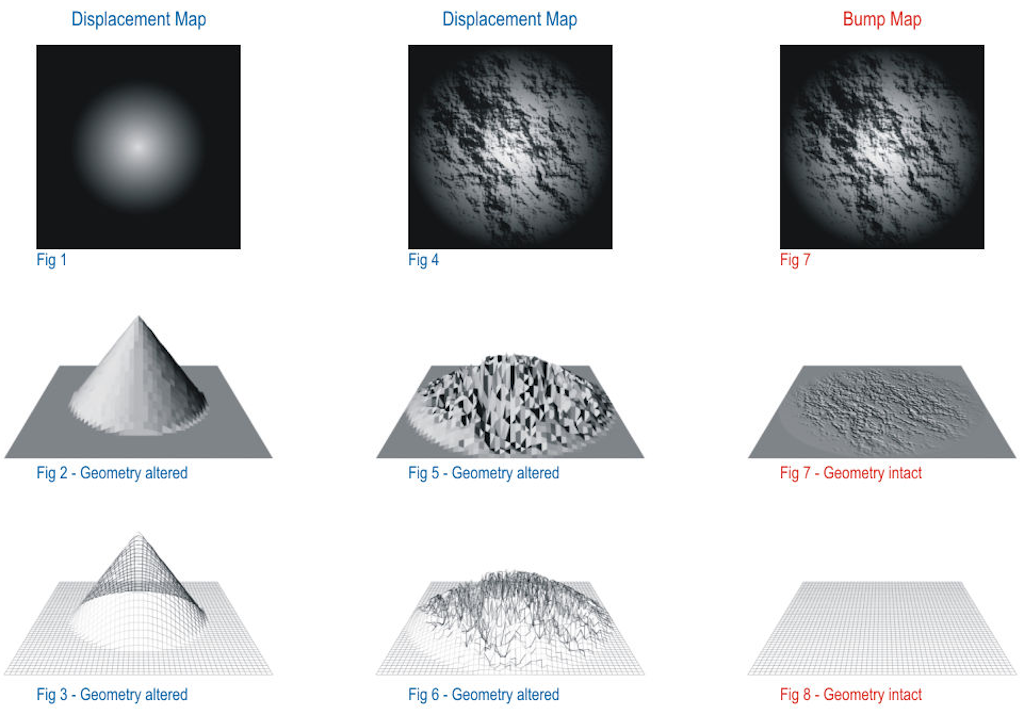 Displacement Map
Displacement Map
Bump Map
Fig 1
Fig 4
Fig 7
Fig 2 - Geometry altered
Fig 5 - Geometry altered
Fig 7 - Geometry intact
Fig 3 - Geometry altered
Fig 6 - Geometry altered
Fig 8 - Geometry intact